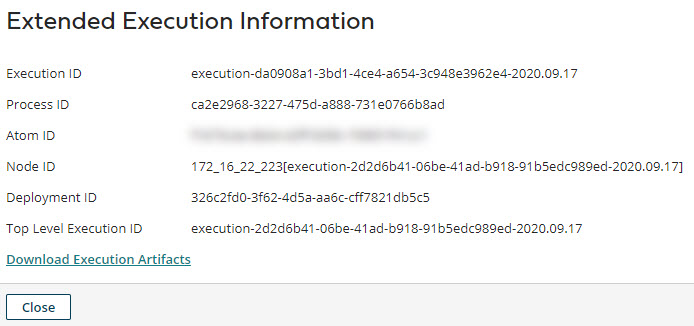 Extended Execution Information
Execution ID execution-da0908a1-3bd1-4ce4-a654-3c948e3962e4-2020.09.17
Process ID ca2e2968-3227-475d-a888-731e0766b8ad
Atom ID
Node ID 172_16_22_223[execution-2d2d6b41-06be-41ad-b918-91b5edc989ed-2020.09.17]
Deployment ID 326c2fd0-3f62-4d5a-aa6c-cff7821db5c5
Top Level Execution ID execution-2d2d6b41-06be-41ad-b918-91b5edc989ed-2020.09.17
Download Execution Artifacts
Close